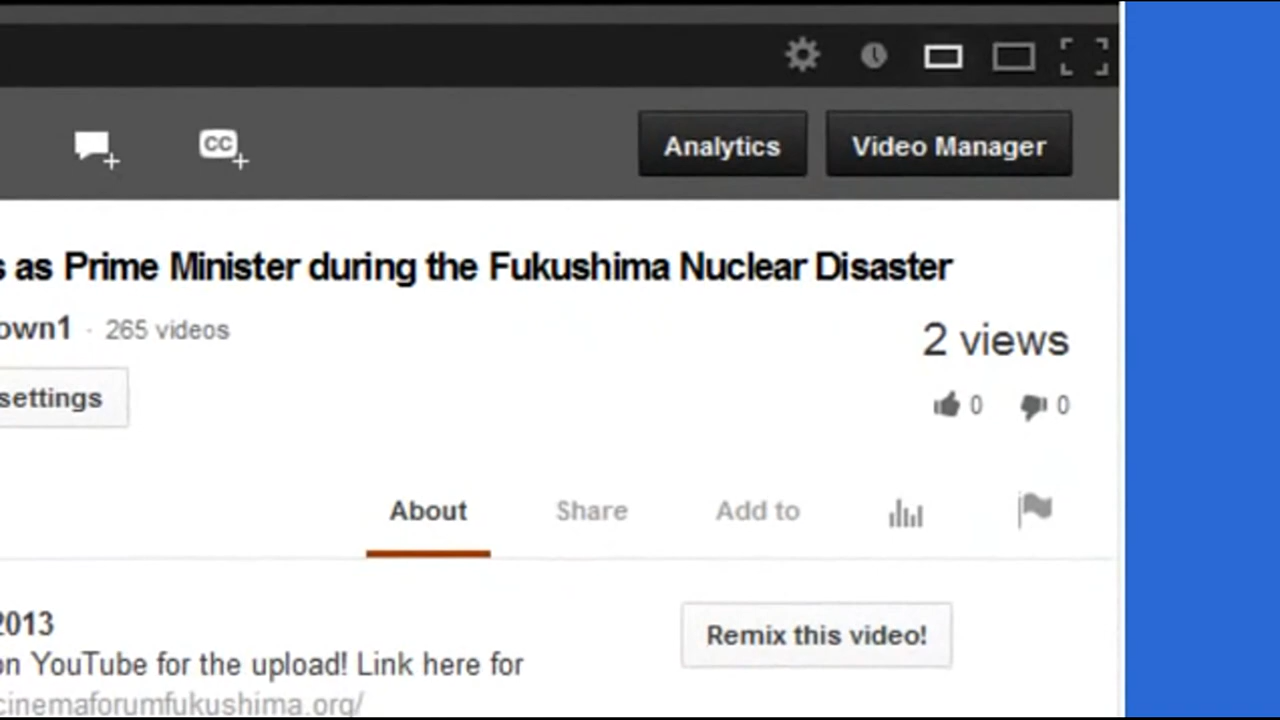 CC
Analytics Video Manager
s as Prime Minister during the Fukushima Nuclear Disaster
own1 · 265 videos
2 views
settings
0 0
About Share Add to
2013
Remix this video!
on YouTube for the upload! Link here for
cinemaforumfukushima.org/